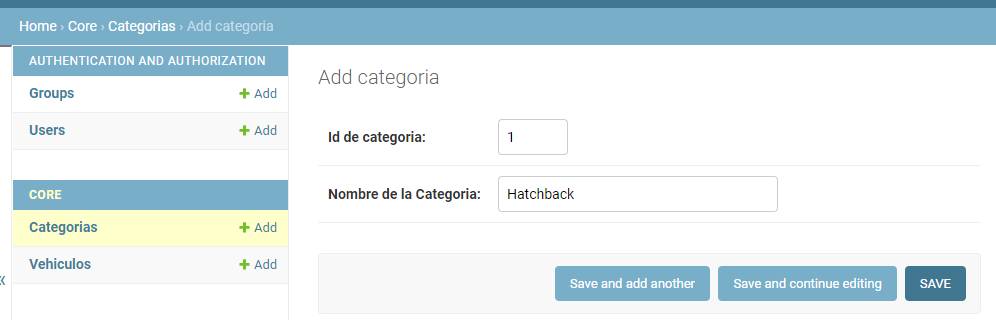 Home › Core › Categorias › Add categoria
AUTHENTICATION AND AUTHORIZATION
Groups + Add
Users + Add
CORE
Categorias + Add
Vehiculos + Add
«
Add categoria
Id de categoria: 1
Nombre de la Categoria: Hatchback
Save and add another Save and continue editing SAVE